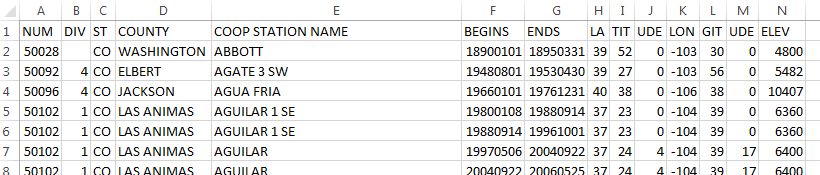 A B C D E F G H I J K L M N
1 NUM DIV ST COUNTY COOP STATION NAME BEGINS ENDS LA TIT UDE LON GIT UDE ELEV
2 50028 CO WASHINGTON ABBOTT 18900101 18950331 39 52 0 -103 30 0 4800
3 50092 4 CO ELBERT AGATE 3 SW 19480801 19530430 39 27 0 -103 56 0 5482
4 50096 4 CO JACKSON AGUA FRIA 19660101 19761231 40 38 0 -106 38 0 10407
5 50102 1 CO LAS ANIMAS AGUILAR 1 SE 19800108 19880914 37 23 0 -104 39 0 6360
6 50102 1 CO LAS ANIMAS AGUILAR 1 SE 19880914 19961001 37 23 0 -104 39 0 6360
7 50102 1 CO LAS ANIMAS AGUILAR 19970506 20040922 37 24 4 -104 39 17 6400
8 50102 1 CO LAS ANIMAS AGUILAR 20040922 20060525 37 24 4 -104 39 17 6400